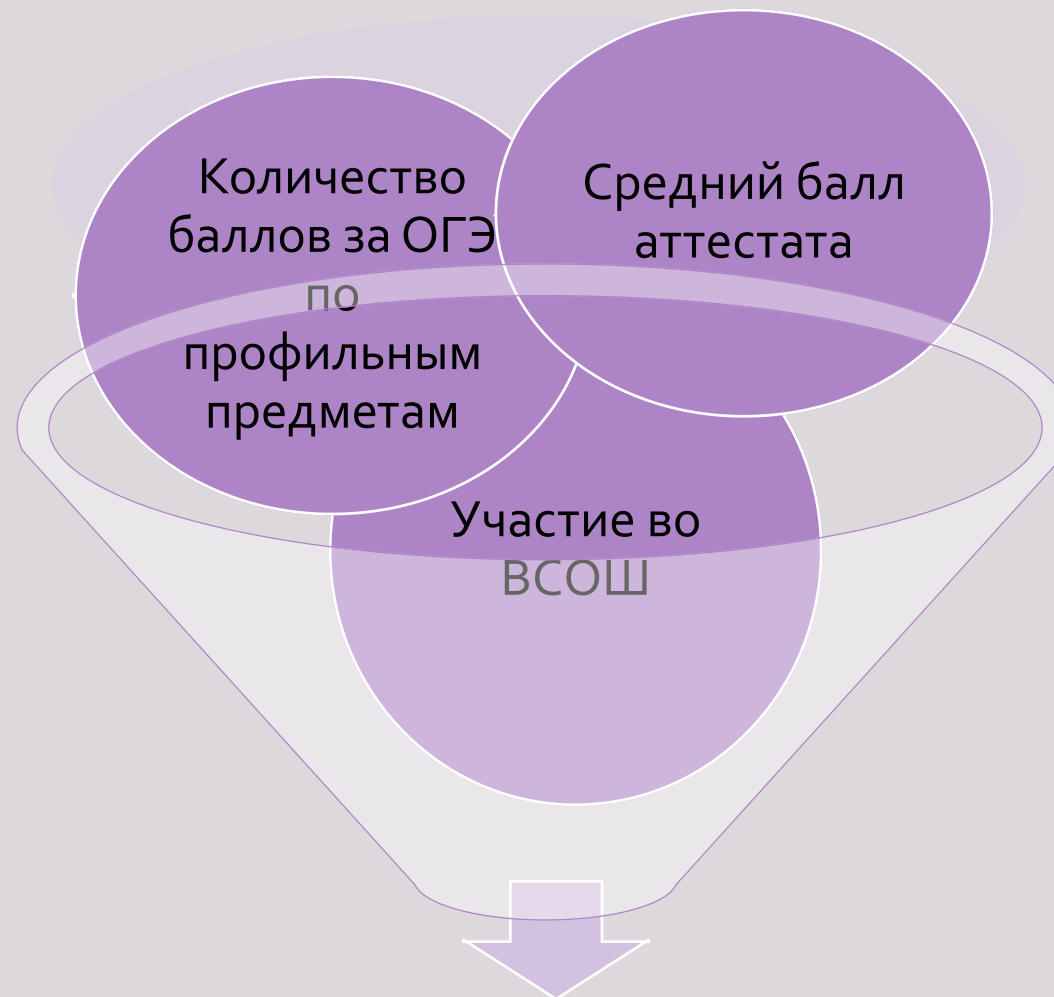 Количество
баллов за ОГЭ
по
профильным
предметам
Средний балл
аттестата
Участие во
ВСОШ